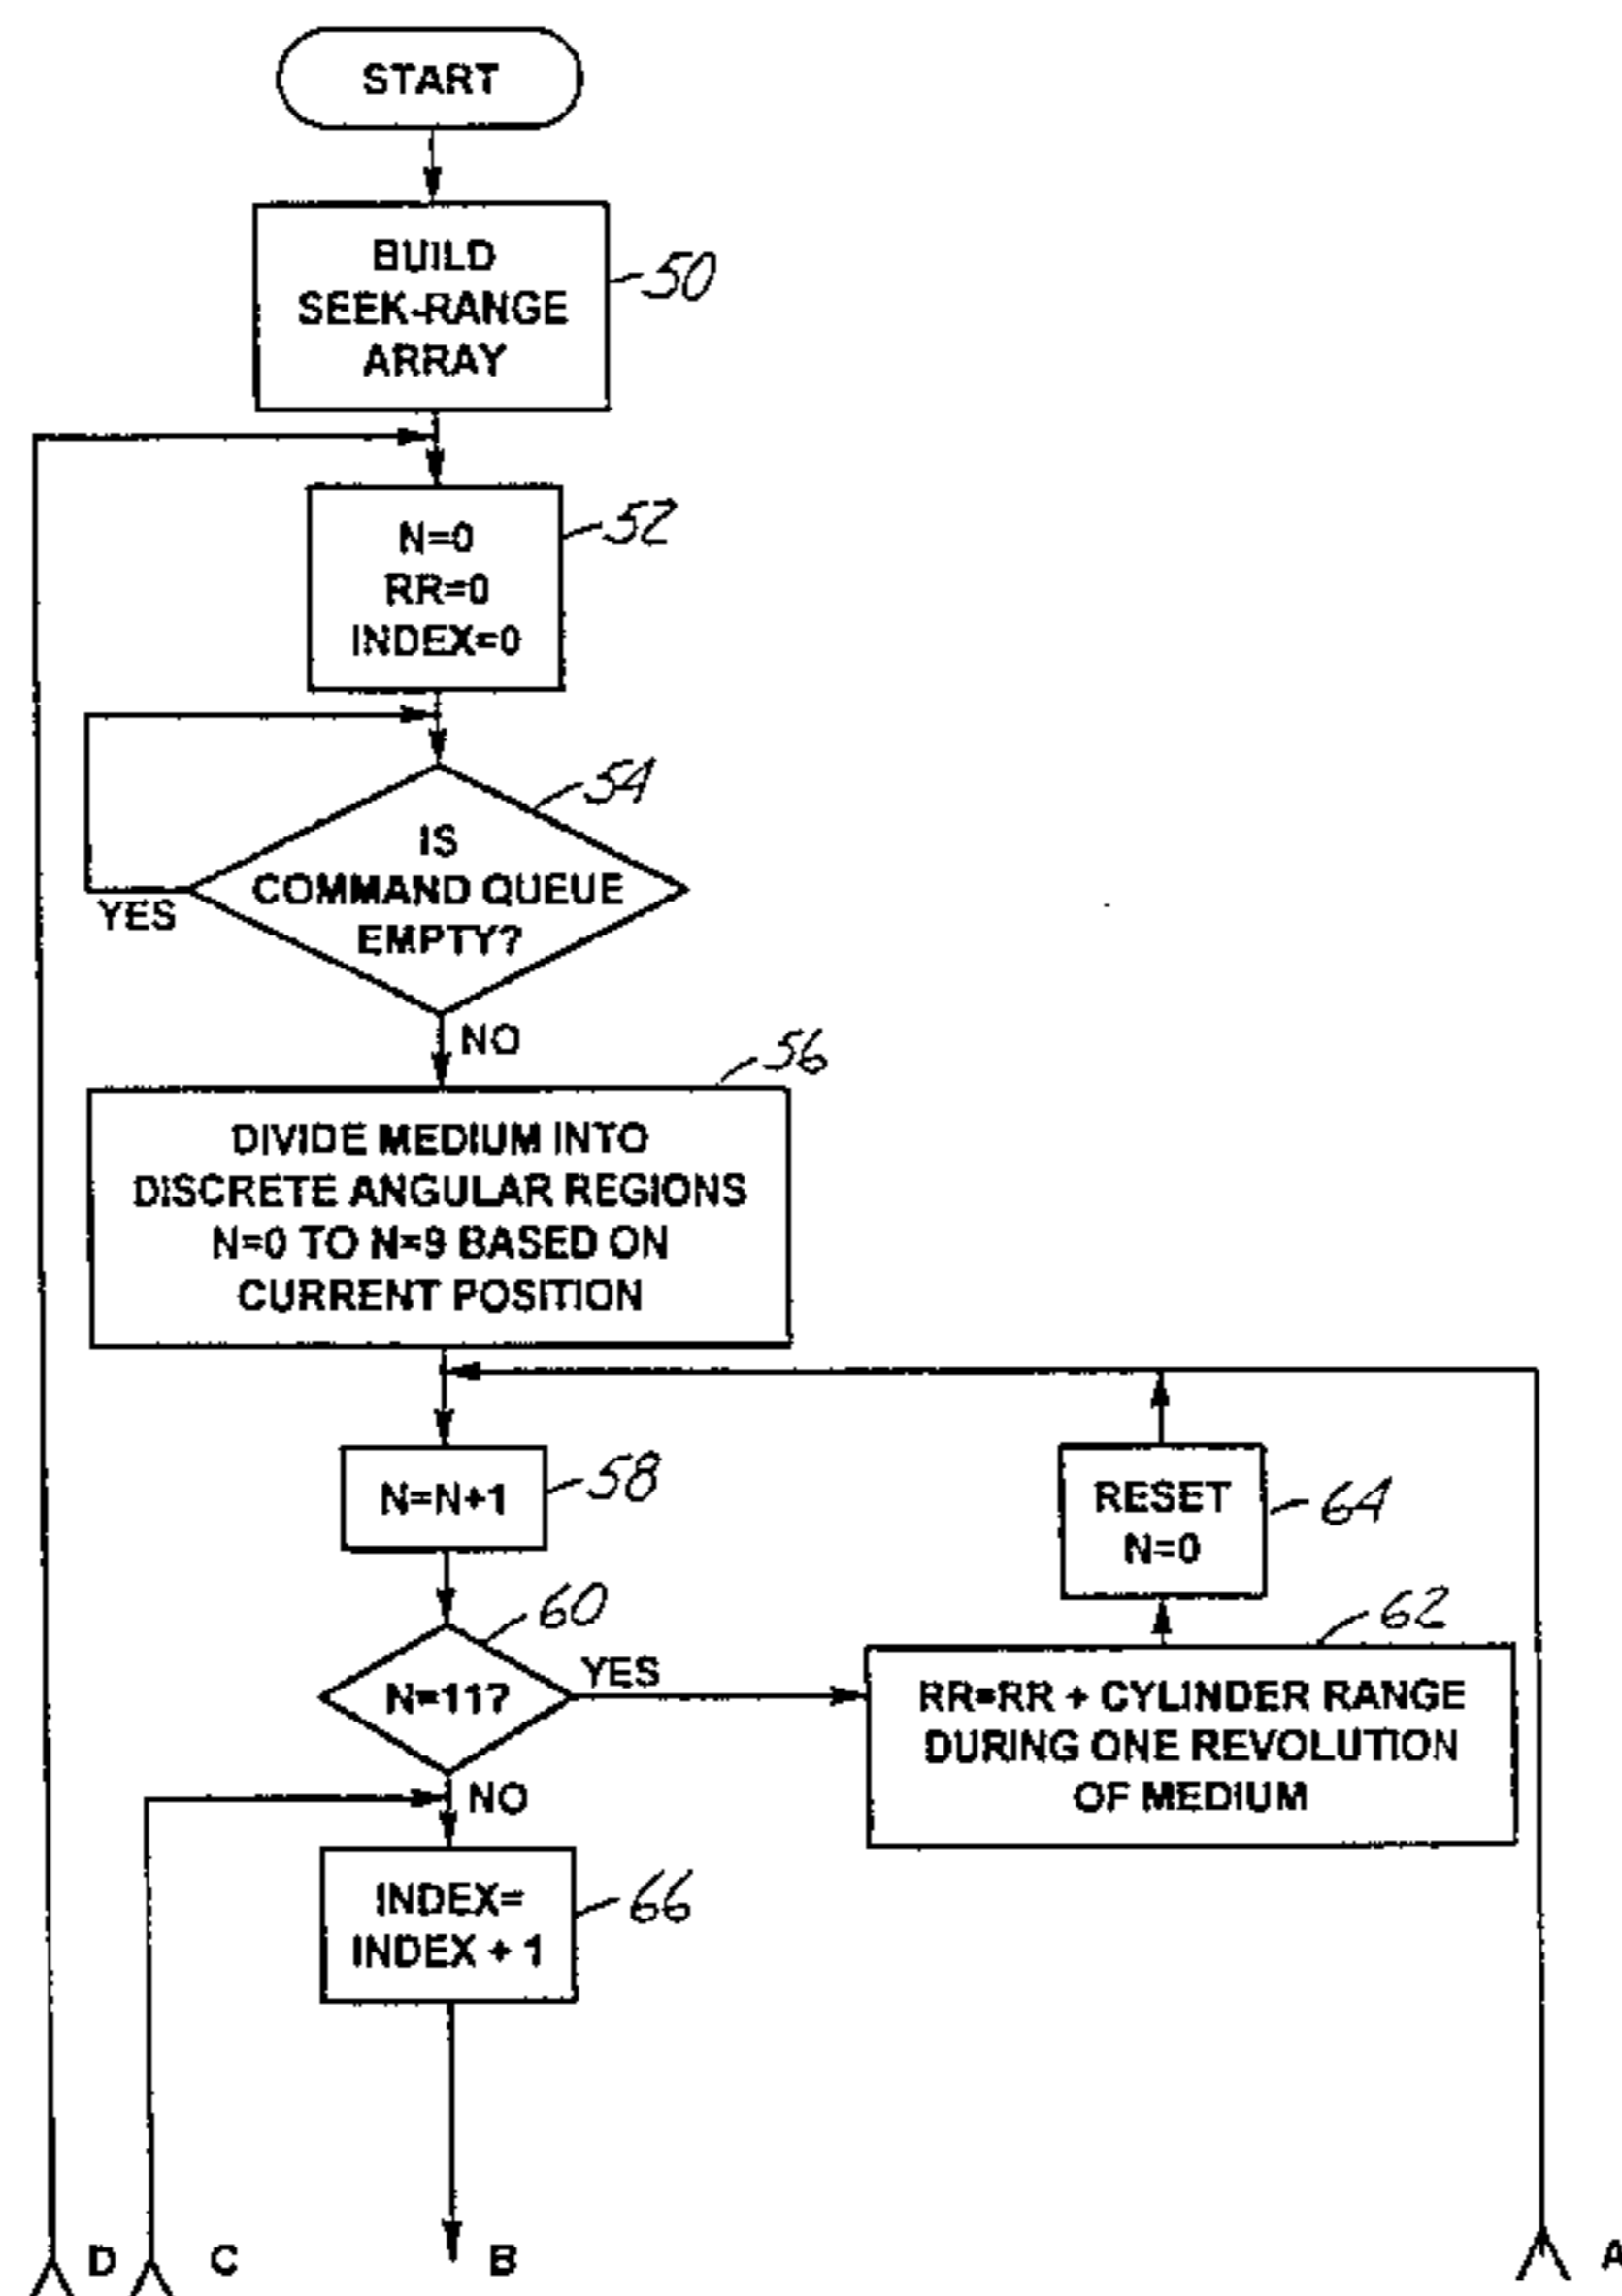 START
BUILD
SEEK-RANGE
ARRAY
50
N=0
RR=0
INDEX=0
52
IS
COMMAND QUEUE
EMPTY?
54
YES
NO
56
DIVIDE MEDIUM INTO
DISCRETE ANGULAR REGIONS
N=0 TO N=9 BASED ON
CURRENT POSITION
N=N+1
58
RESET
N=0
64
60
N=11?
YES
62
RR=RR + CYLINDER RANGE
DURING ONE REVOLUTION
OF MEDIUM
NO
INDEX=
INDEX + 1
66
D
C
B
A